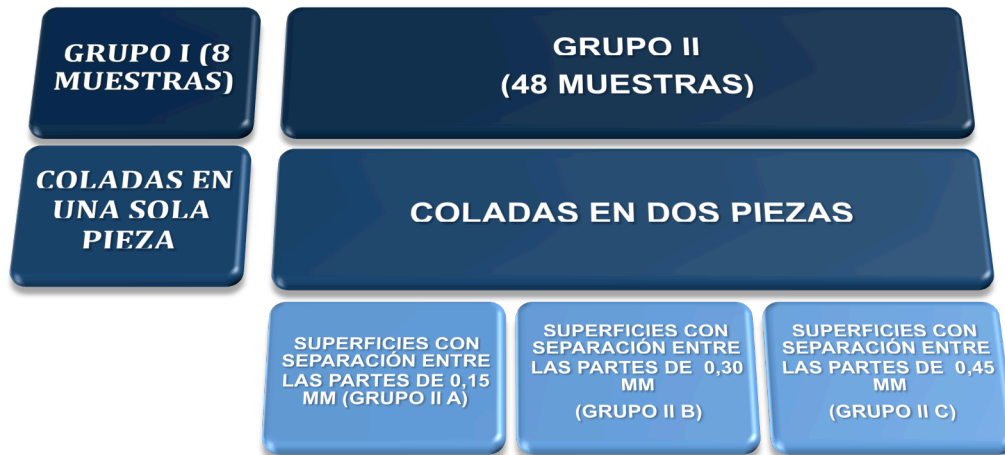 GRUPO I (8
MUESTRAS)
GRUPO II
(48 MUESTRAS)
COLADAS EN
UNA SOLA
PIEZA
COLADAS EN DOS PIEZAS
SUPERFICIES CON
SEPARACIÓN ENTRE
LAS PARTES DE 0,15
MM (GRUPO II A)
SUPERFICIES CON
SEPARACIÓN ENTRE
LAS PARTES DE 0,30
MM
(GRUPO II B)
SUPERFICIES CON
SEPARACIÓN ENTRE
LAS PARTES DE 0,45
MM
(GRUPO II C)